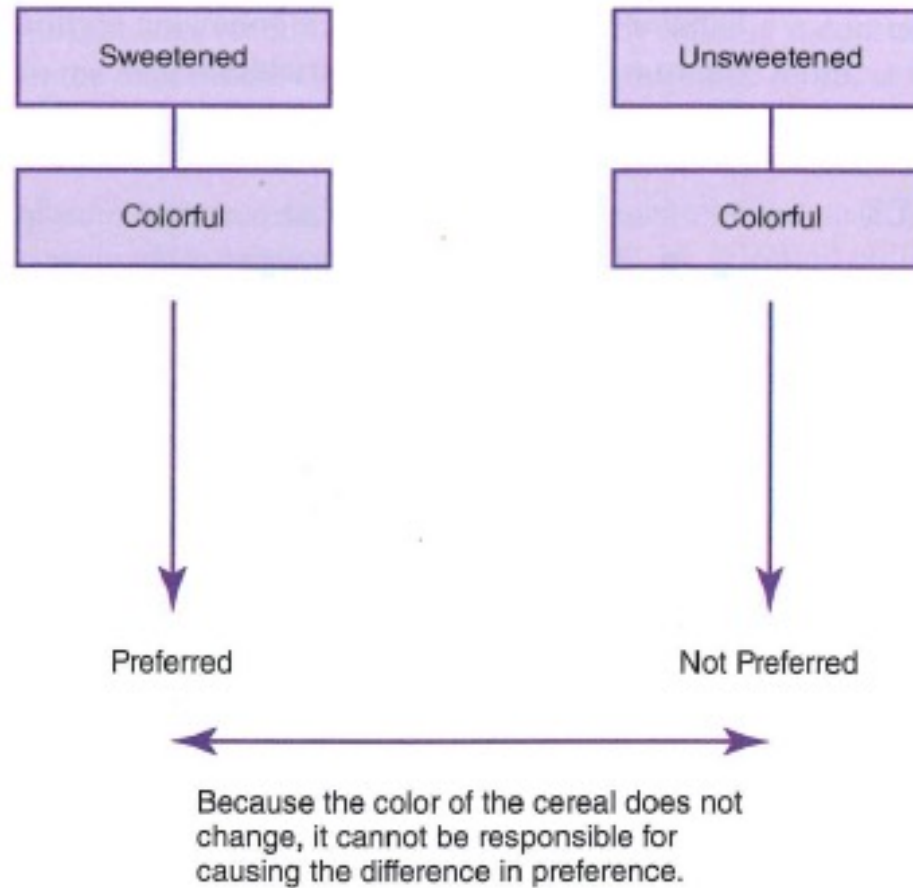 Sweetened
Unsweetened
Colorful
Colorful
Preferred
Not Preferred
Because the color of the cereal does not
change, it cannot be responsible for
causing the difference in preference.